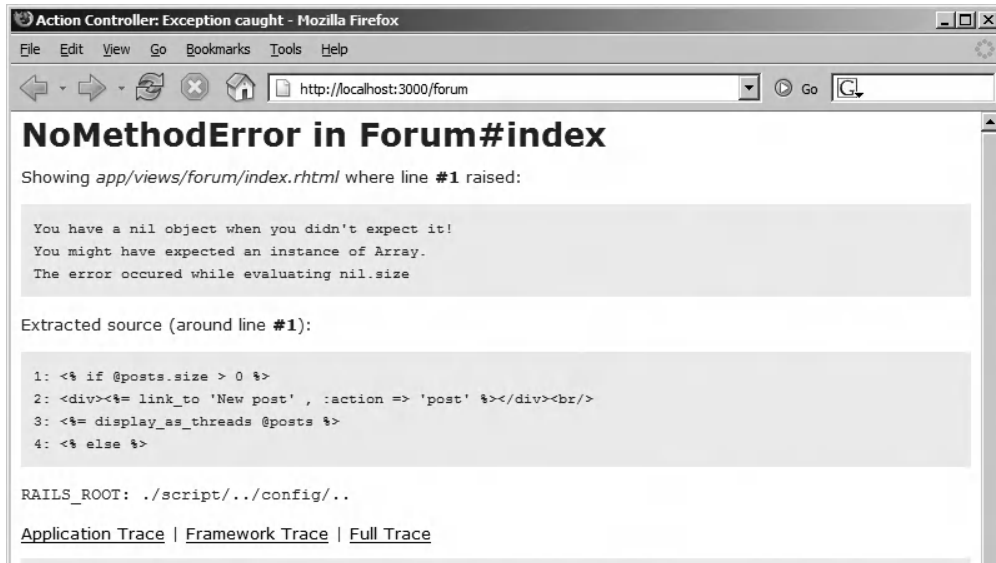 Action Controller: Exception caught - Mozilla Firefox
File Edit View Go Bookmarks Tools Help
http://localhost:3000/forum Go G
NoMethodError in Forum#index
Showing app/views/forum/index.rhtml where line #1 raised:
You have a nil object when you didn't expect it!
You might have expected an instance of Array.
The error occured while evaluating nil.size
Extracted source (around line #1):
1: <% if @posts.size > 0 %>
2: <div><%= link_to 'New post' , :action => 'post' %></div><br/>
3: <%= display_as_threads @posts %>
4: <% else %>
RAILS_ROOT: ./script/../config/..
Application Trace | Framework Trace | Full Trace